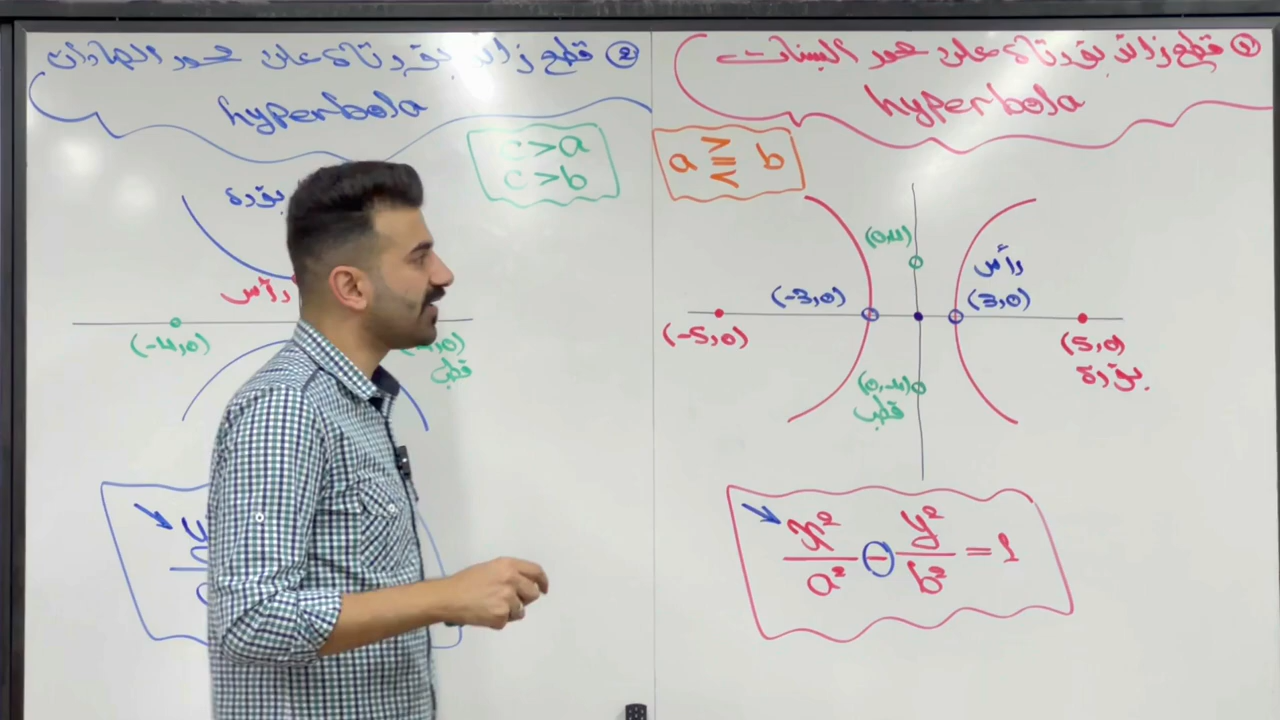 ① قطع زائد بؤرتاه على محور السينات
hyperbola
a > = < b
(0,4)
رأس
(-3,0)
(3,0)
(-5,0)
(5,0)
بؤرة
(0,-4)
قطب
x² / a² - y² / b² = 1
② قطع زائد بؤرتاه على محور الصادات
hyperbola
c>a
c>b
بؤرة
رأس
(-4,0)
,0)
قطب
y